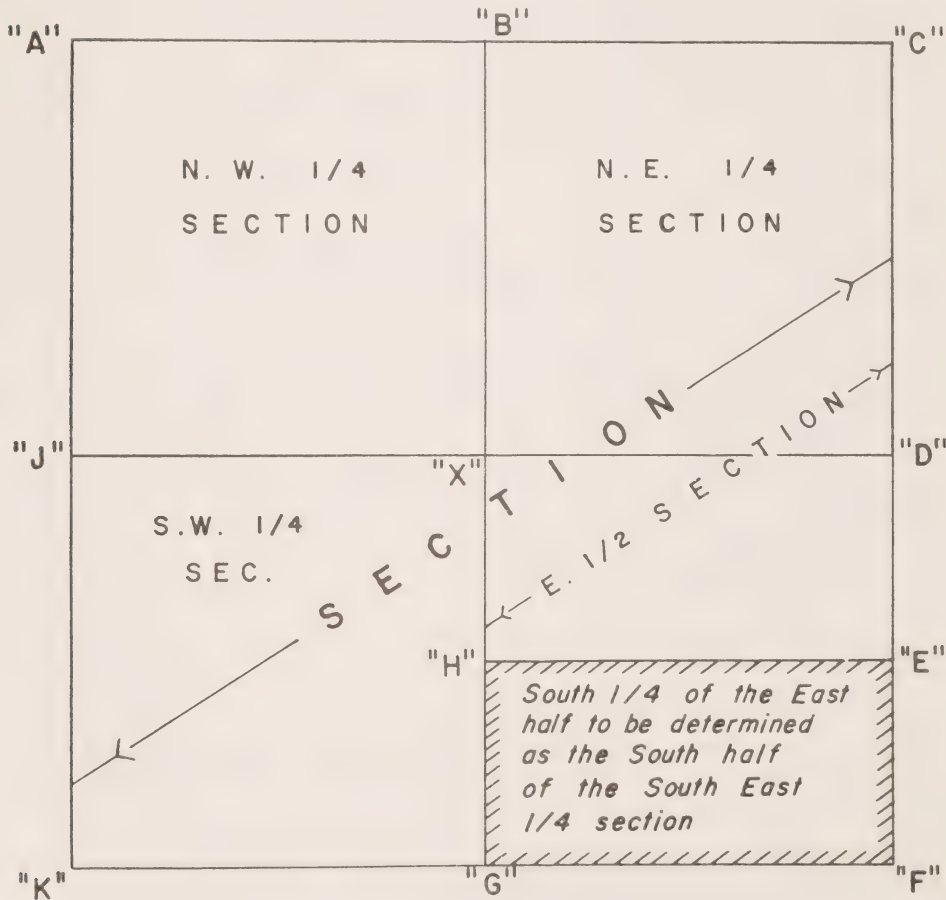 "A" "B" "C"
N. W. 1/4
SECTION
N. E. 1/4
SECTION
"J" "X" "D"
SECTION
E. 1/2 SECTION
S.W. 1/4
SEC.
"H" "E"
South 1/4 of the East
half to be determined
as the South half
of the South East
1/4 section
"K" "G" "F"